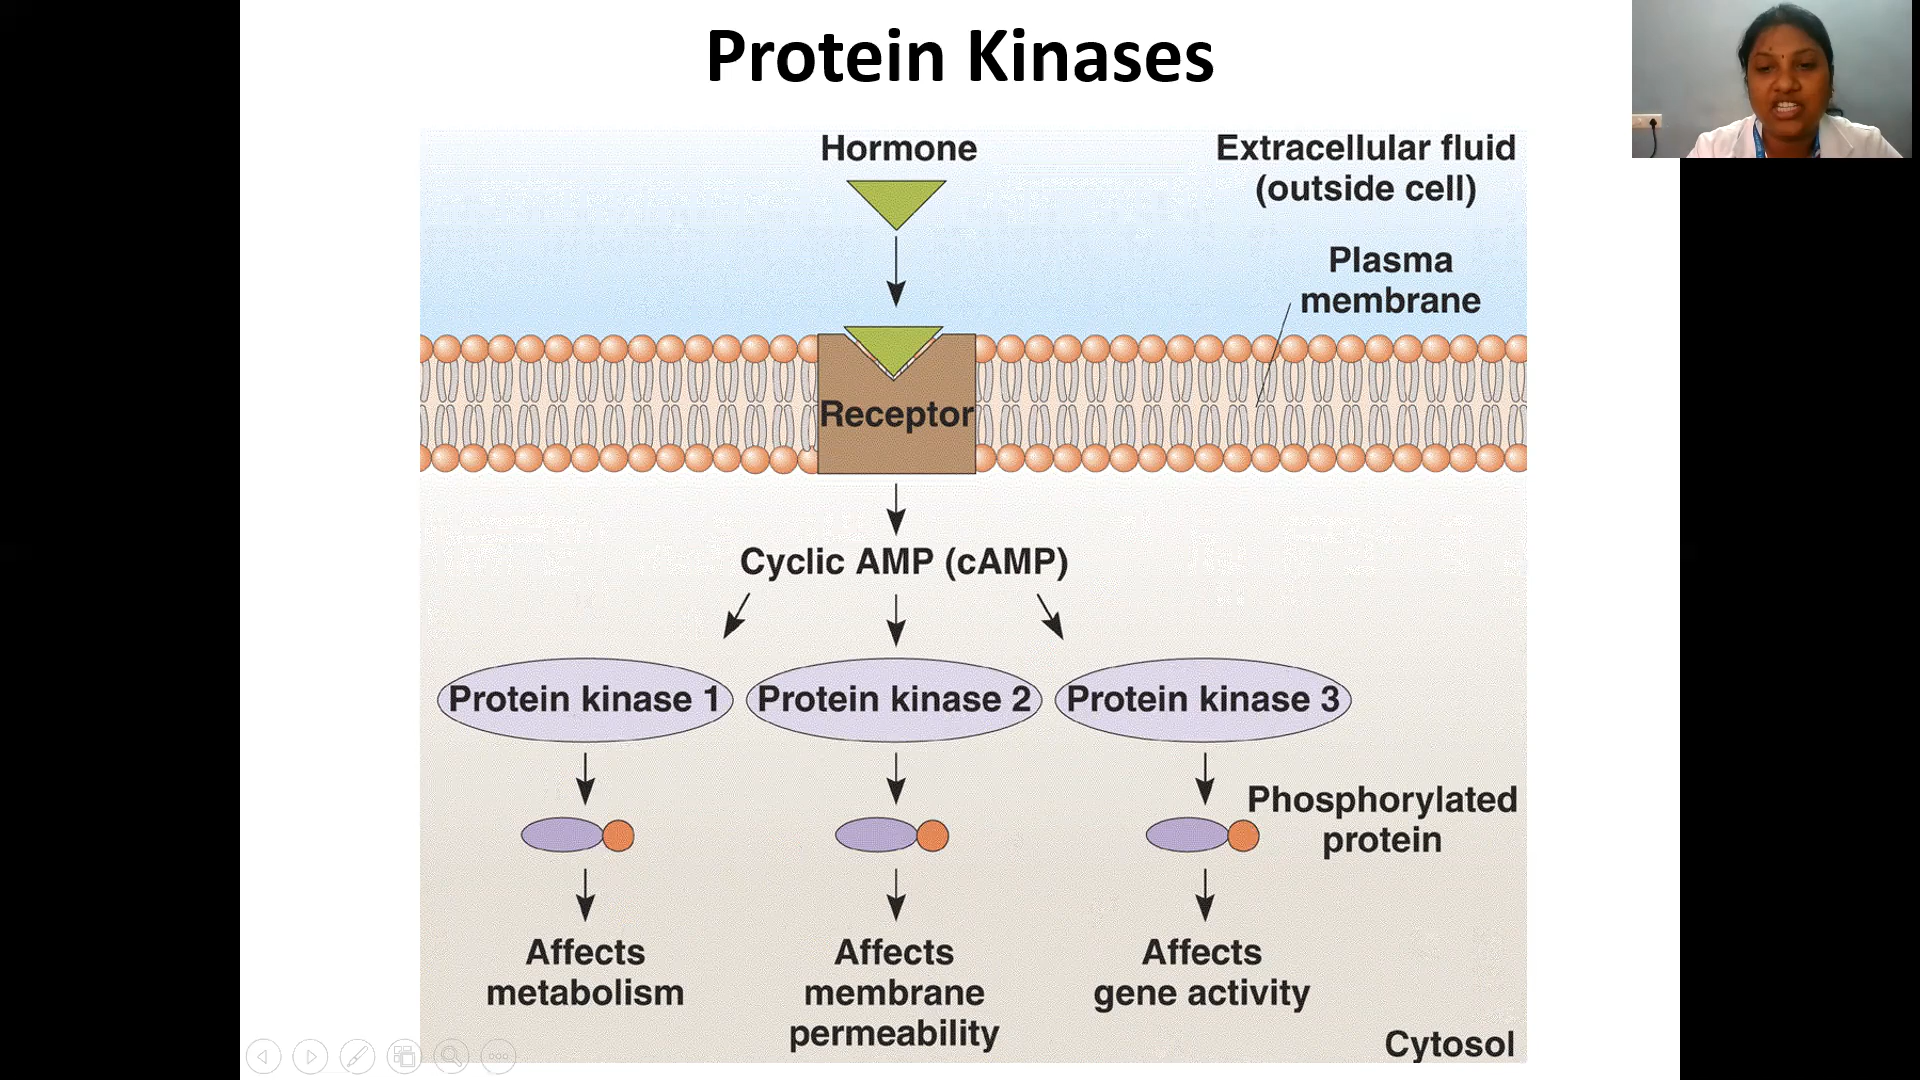 Protein Kinases
Hormone
Extracellular fluid
(outside cell)
Plasma
membrane
Receptor
Cyclic AMP (cAMP)
Protein kinase 1
Protein kinase 2
Protein kinase 3
Phosphorylated
protein
Affects
metabolism
Affects
membrane
permeability
Affects
gene activity
Cytosol